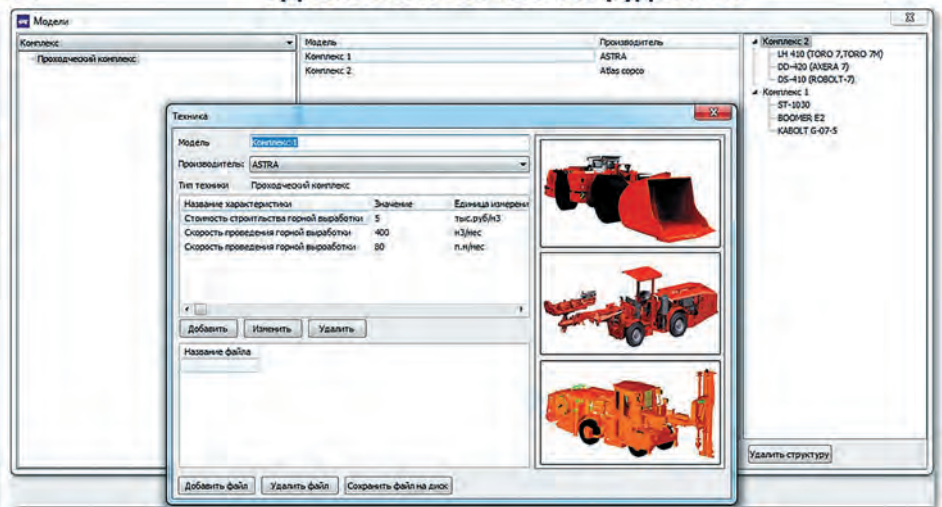 Модели
Комплекс
Проходческий комплекс
Модель Производитель
Комплекс 1 ASTRA
Комплекс 2 Atlas copco
Комплекс 2
LH 410 (TORO 7,TORO 7M)
DD-420 (AXERA 7)
DS-410 (ROBOLT-7)
Комплекс 1
ST-1030
BOOMER E2
KABOLT G-07-5
Удалить структуру
Техника
Модель Комплекс 1
Производитель: ASTRA
Тип техники Проходческий комплекс
Название характеристики Значение Единица измерени
Стоимость строитльства горной выработки 5 тыс.руб/м3
Скорость проведения горной выработки 400 м3/мес
Скорость проведения горной выработки 80 п.м/мес
Добавить Изменить Удалить
Название файла
Добавить файл Удалить файл Сохранить файл на диск